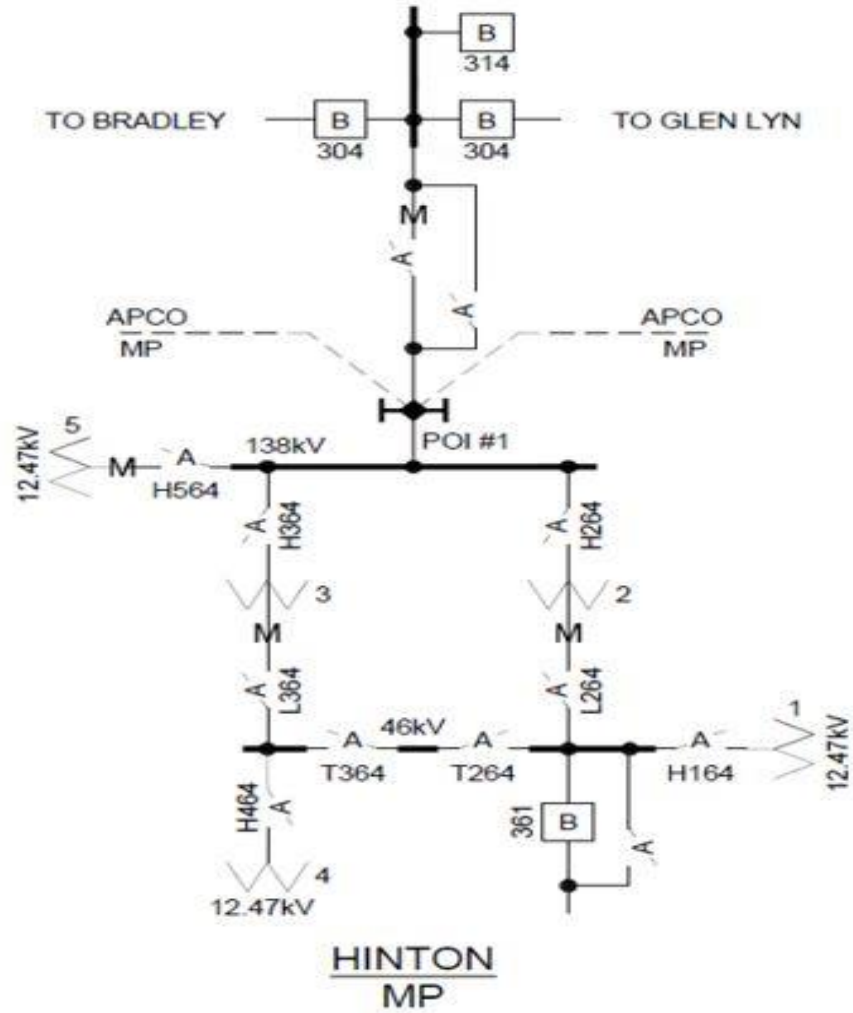 B
314
TO BRADLEY B B TO GLEN LYN
304 304
M
A
A
APCO APCO
MP MP
5
12.47kV
M A
H564
138kV
POI #1
A H364
A H264
3
2
M
M
A L364
A L264
46kV
A A A
T364 T264 H164
1
12.47kV
H464 A
361 B
A
4
12.47kV
HINTON
MP